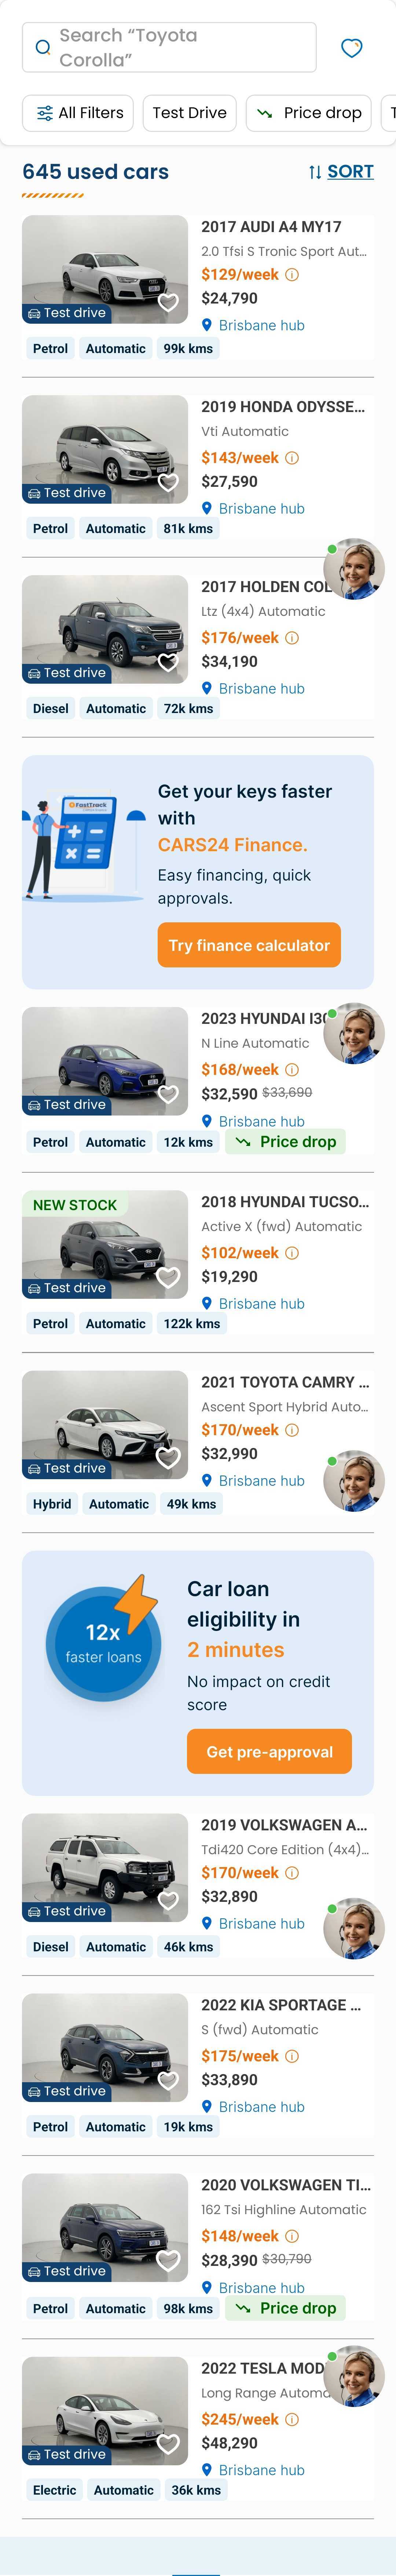 Search “Toyota
Corolla”
All Filters
Test Drive
Price drop
645 used cars
SORT
2017 AUDI A4 MY17
2.0 Tfsi S Tronic Sport Aut...
$129/week
$24,790
Test drive
Brisbane hub
Petrol Automatic 99k kms
2019 HONDA ODYSSE...
Vti Automatic
$143/week
$27,590
Test drive
Brisbane hub
Petrol Automatic 81k kms
2017 HOLDEN COL
Ltz (4x4) Automatic
$176/week
$34,190
Test drive
Brisbane hub
Diesel Automatic 72k kms
FastTrack
Get your keys faster
with
CARS24 Finance.
Easy financing, quick
approvals.
Try finance calculator
2023 HYUNDAI I30
N Line Automatic
$168/week
$32,590 $33,690
Test drive
Brisbane hub
Petrol Automatic 12k kms Price drop
NEW STOCK
2018 HYUNDAI TUCSO...
Active X (fwd) Automatic
$102/week
$19,290
Test drive
Brisbane hub
Petrol Automatic 122k kms
2021 TOYOTA CAMRY ...
Ascent Sport Hybrid Auto...
$170/week
$32,990
Test drive
Brisbane hub
Hybrid Automatic 49k kms
12x
faster loans
Car loan
eligibility in
2 minutes
No impact on credit
score
Get pre-approval
2019 VOLKSWAGEN A...
Tdi420 Core Edition (4x4)...
$170/week
$32,890
Test drive
Brisbane hub
Diesel Automatic 46k kms
2022 KIA SPORTAGE ...
S (fwd) Automatic
$175/week
$33,890
Test drive
Brisbane hub
Petrol Automatic 19k kms
2020 VOLKSWAGEN TI...
162 Tsi Highline Automatic
$148/week
$28,390 $30,790
Test drive
Brisbane hub
Petrol Automatic 98k kms Price drop
2022 TESLA MOD
Long Range Automa
$245/week
$48,290
Test drive
Brisbane hub
Electric Automatic 36k kms